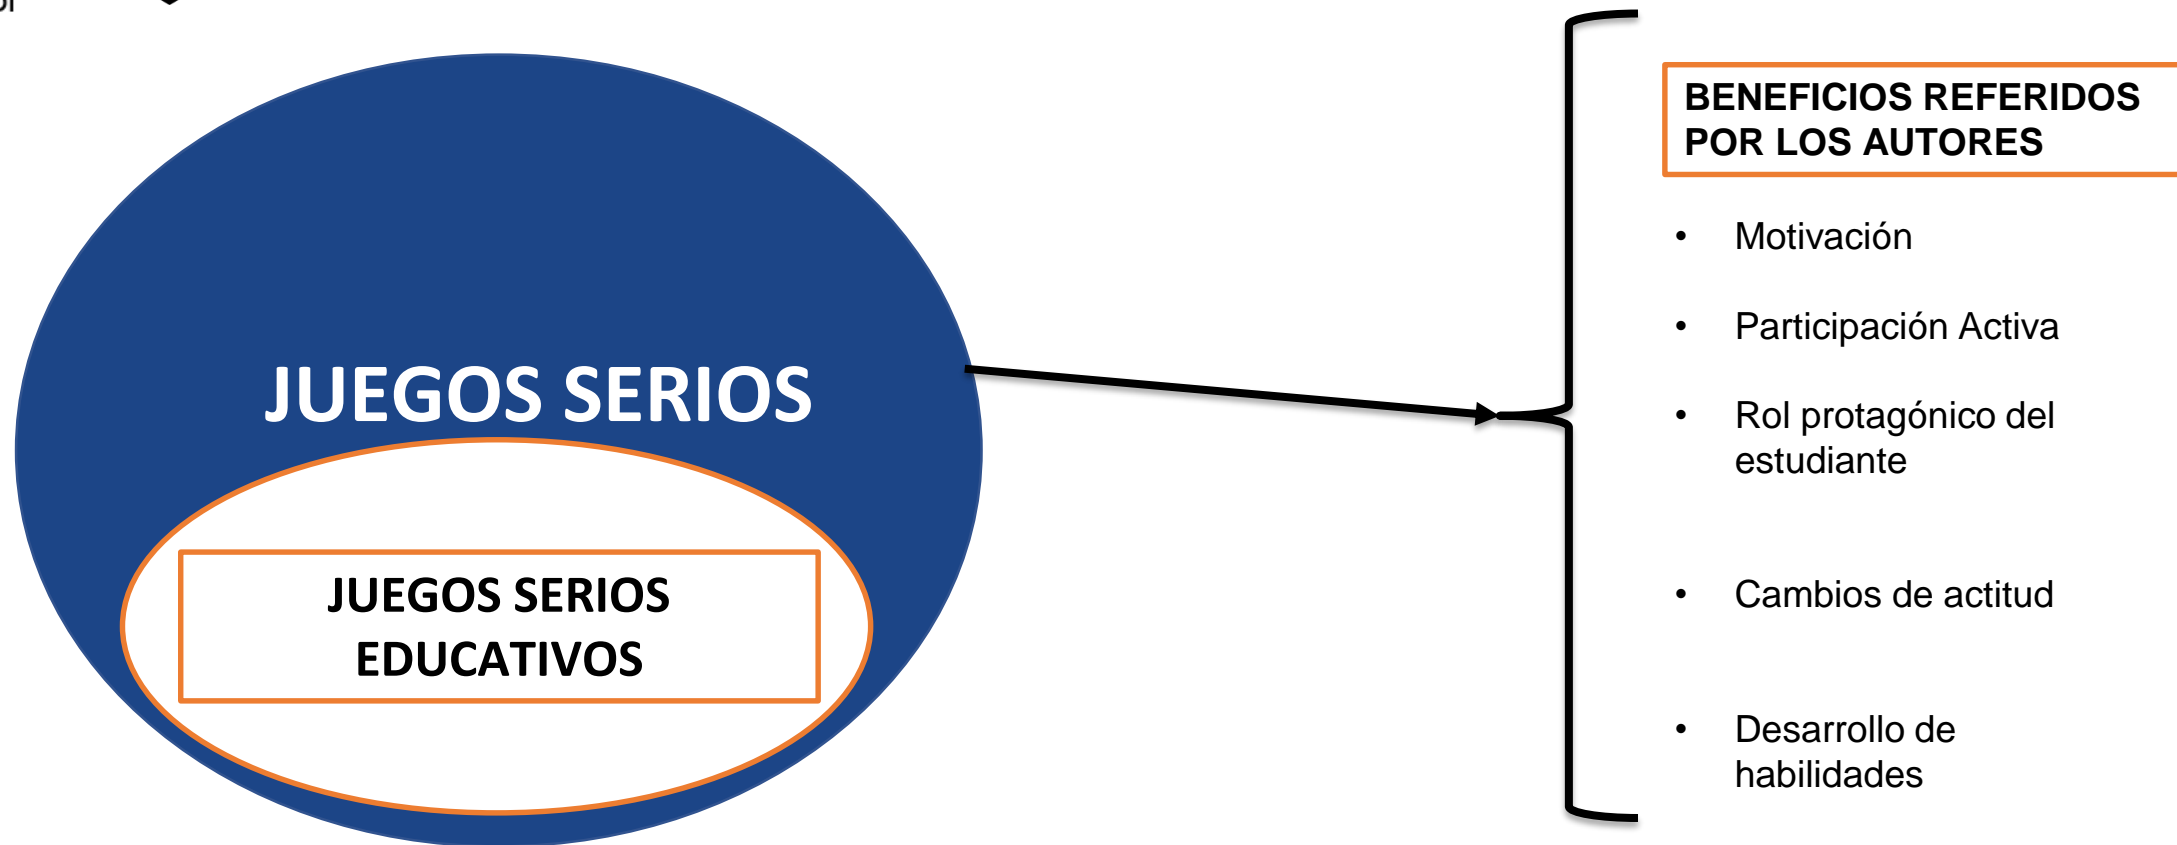 JUEGOS SERIOS
JUEGOS SERIOS
EDUCATIVOS
BENEFICIOS REFERIDOS
POR LOS AUTORES
• Motivación
• Participación Activa
• Rol protagónico del
estudiante
• Cambios de actitud
• Desarrollo de
habilidades